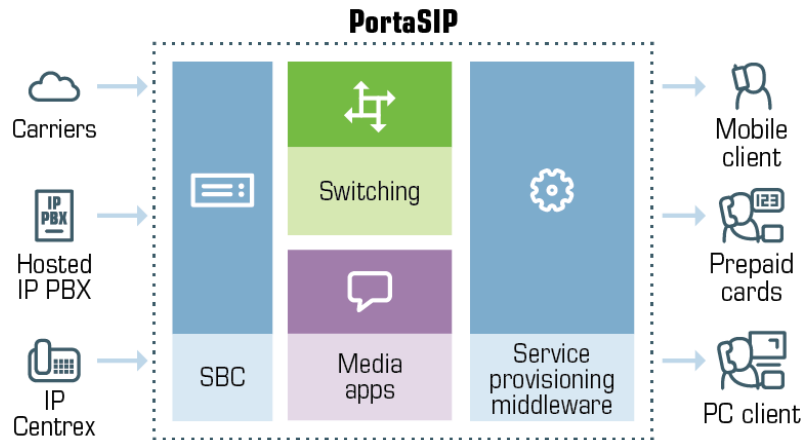 PortaSIP
Carriers
IP
PBX
Hosted
IP PBX
IP
Centrex
SBC
Switching
Media
apps
Service
provisioning
middleware
Mobile
client
123
Prepaid
cards
PC client